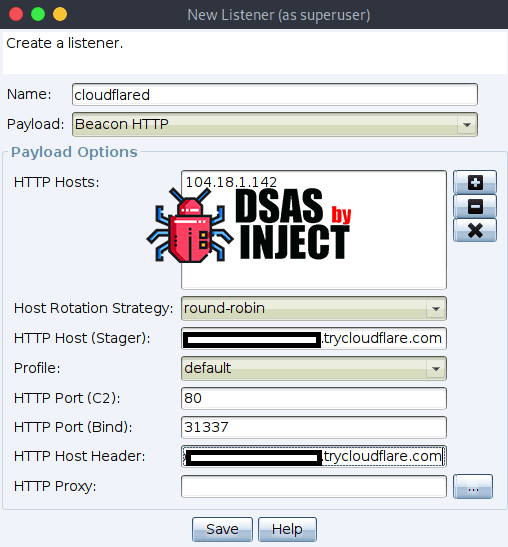 New Listener (as superuser)
Create a listener.
Name: cloudflared
Payload: Beacon HTTP
Payload Options
HTTP Hosts: 104.18.1.142
DSAS by
INJECT
Host Rotation Strategy: round-robin
HTTP Host (Stager): .trycloudflare.com
Profile: default
HTTP Port (C2): 80
HTTP Port (Bind): 31337
HTTP Host Header: .trycloudflare.com
HTTP Proxy: ...
Save Help